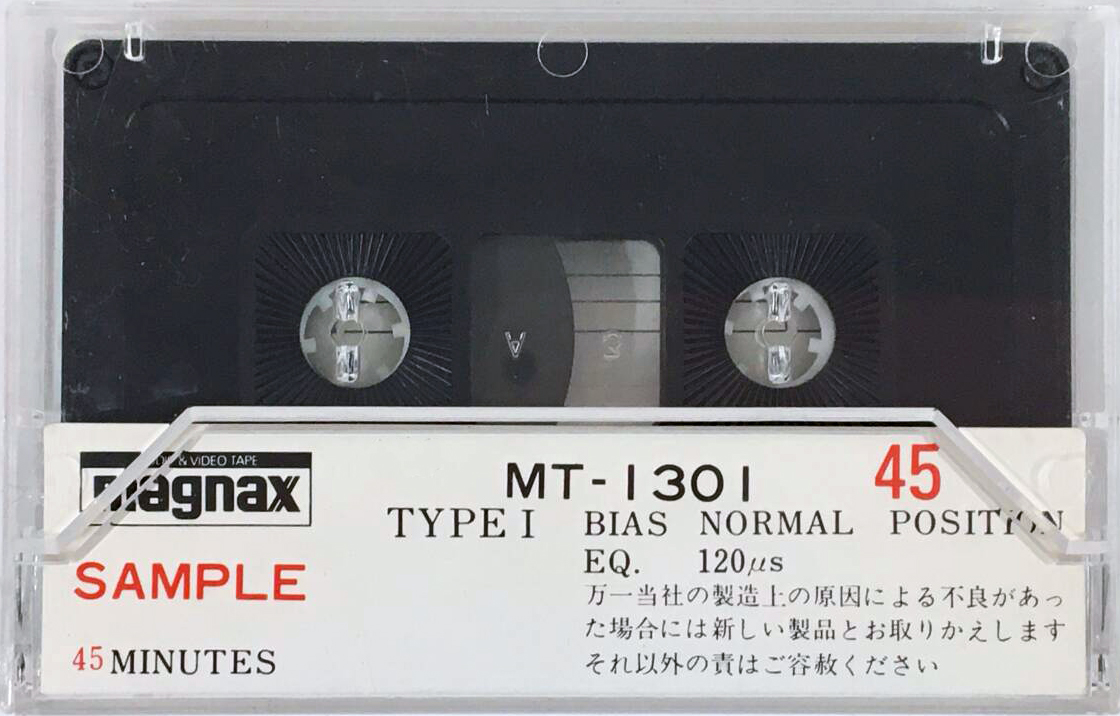 A
& VIDEO TAPE
magnax
MT-1301
45
TYPE I BIAS NORMAL POSITION
EQ. 120μs
SAMPLE
万一当社の製造上の原因による不良があっ
た場合には新しい製品とお取りかえします
それ以外の責はご容赦ください
45 MINUTES